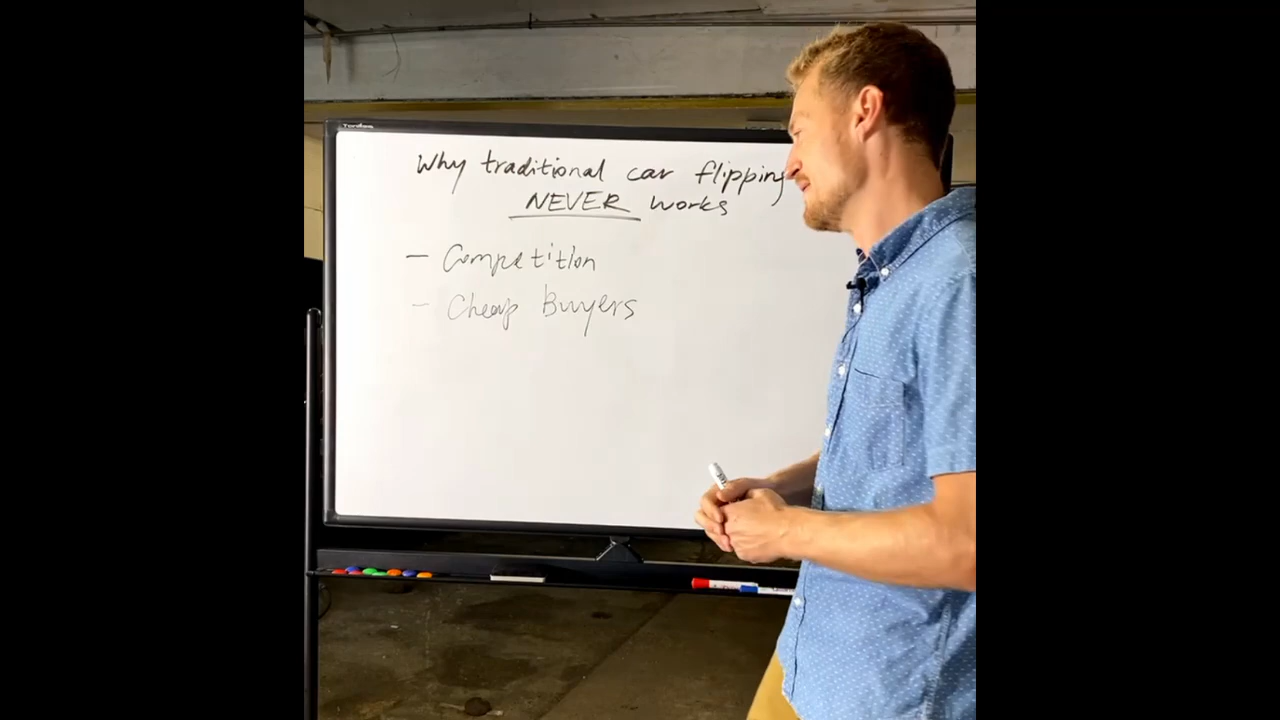 Why traditional car flipping
NEVER works
- Competition
- Cheap Buyers